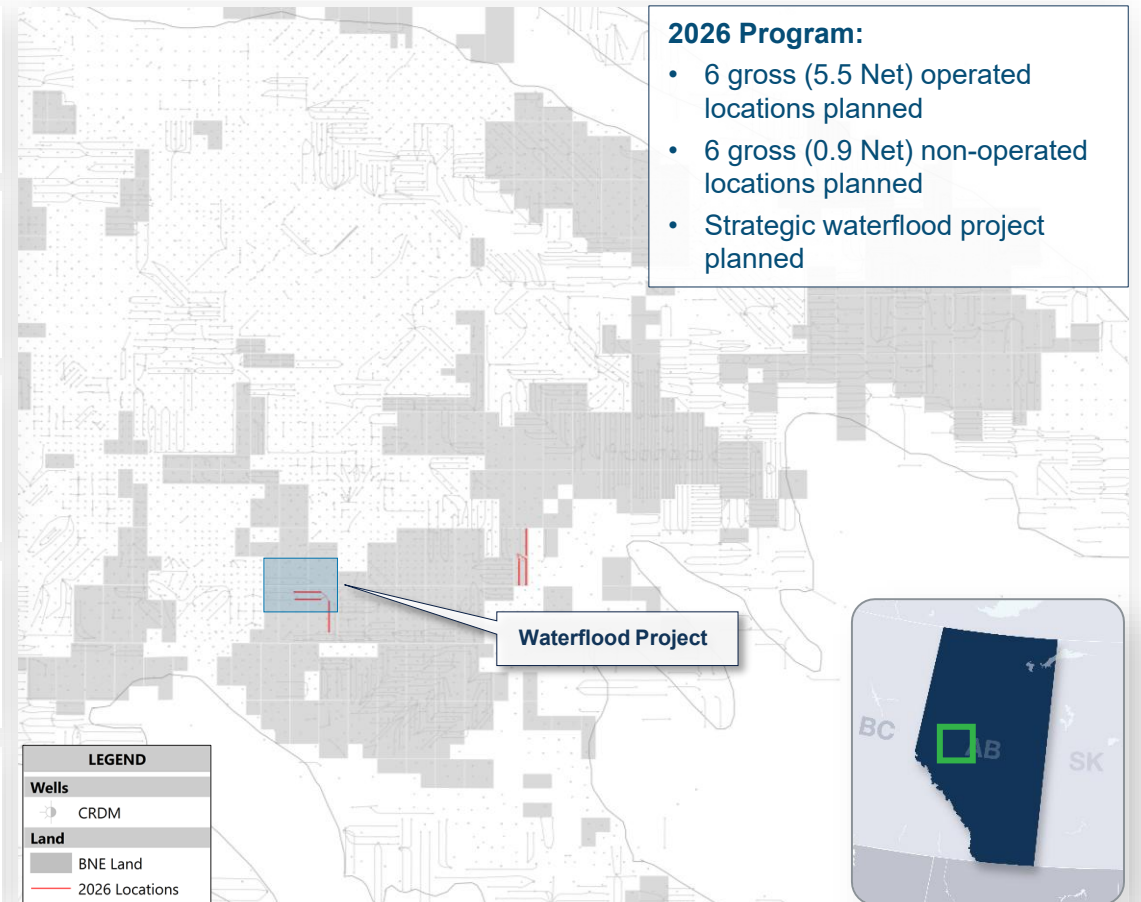 2026 Program:
• 6 gross (5.5 Net) operated
locations planned
• 6 gross (0.9 Net) non-operated
locations planned
• Strategic waterflood project
planned
Waterflood Project
BC
AB
SK
LEGEND
Wells
CRDM
Land
BNE Land
2026 Locations